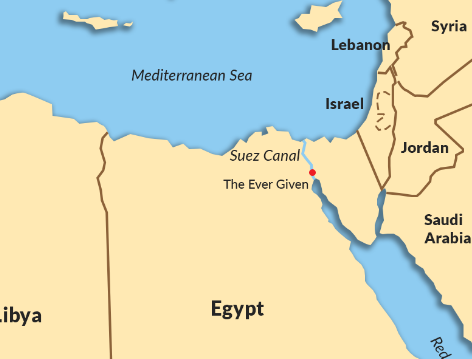 Syria
Lebanon
Mediterranean Sea
Israel
Suez Canal
Jordan
The Ever Given
Saudi
Arabia
Egypt
Libya
Red